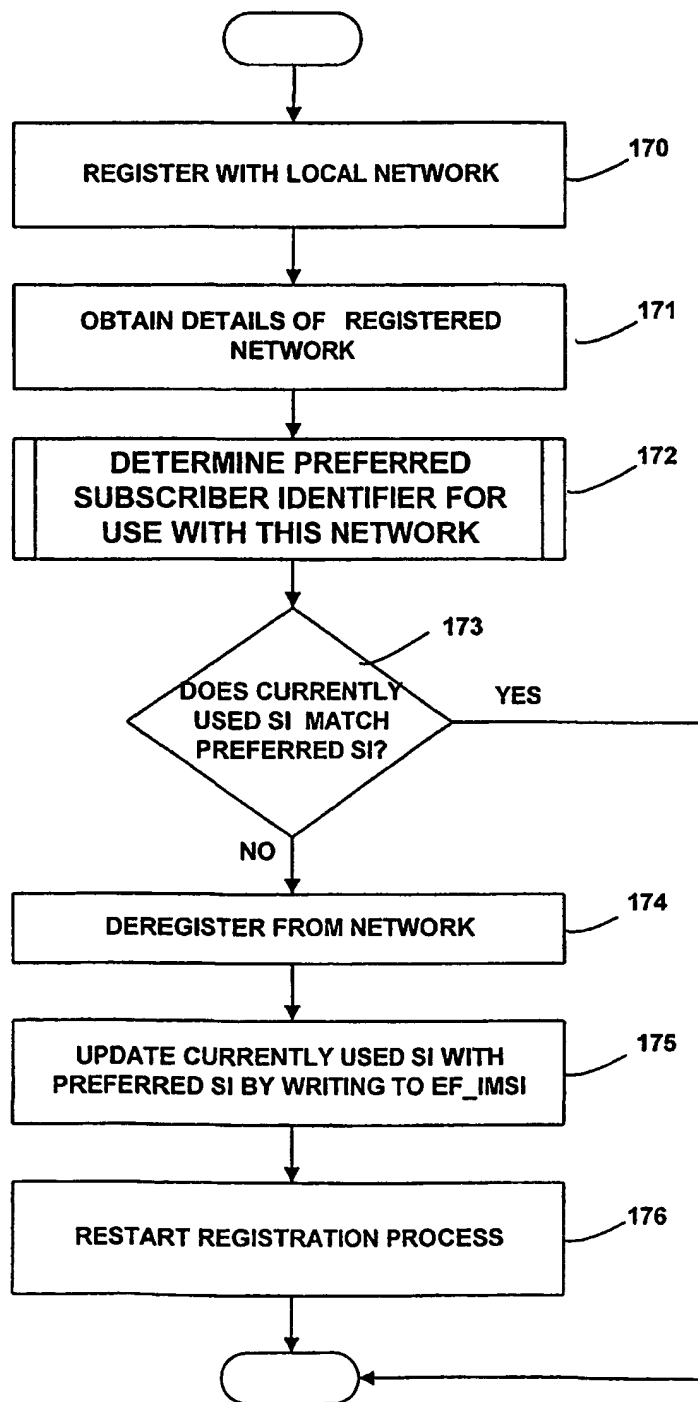 REGISTER WITH LOCAL NETWORK
170
OBTAIN DETAILS OF REGISTERED
NETWORK
171
DETERMINE PREFERRED
SUBSCRIBER IDENTIFIER FOR
USE WITH THIS NETWORK
172
173
DOES CURRENTLY
USED SI MATCH
PREFERRED SI?
YES
NO
DEREGISTER FROM NETWORK
174
UPDATE CURRENTLY USED SI WITH
PREFERRED SI BY WRITING TO EF_IMSI
175
RESTART REGISTRATION PROCESS
176